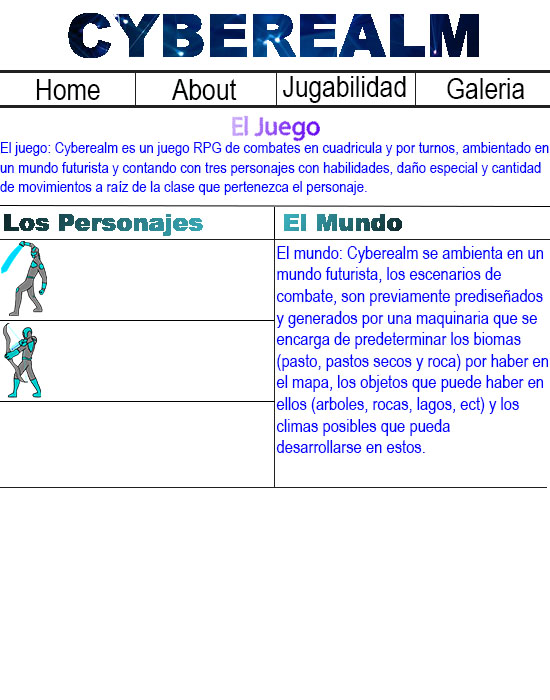 CYBEREALM
Home About Jugabilidad Galeria
El Juego
El juego: Cyberealm es un juego RPG de combates en cuadricula y por turnos, ambientado en
un mundo futurista y contando con tres personajes con habilidades, daño especial y cantidad
de movimientos a raíz de la clase que pertenezca el personaje.
Los Personajes
El Mundo
El mundo: Cyberealm se ambienta en un
mundo futurista, los escenarios de
combate, son previamente prediseñados
y generados por una maquinaria que se
encarga de predeterminar los biomas
(pasto, pastos secos y roca) por haber en
el mapa, los objetos que puede haber en
ellos (arboles, rocas, lagos, ect) y los
climas posibles que pueda
desarrollarse en estos.